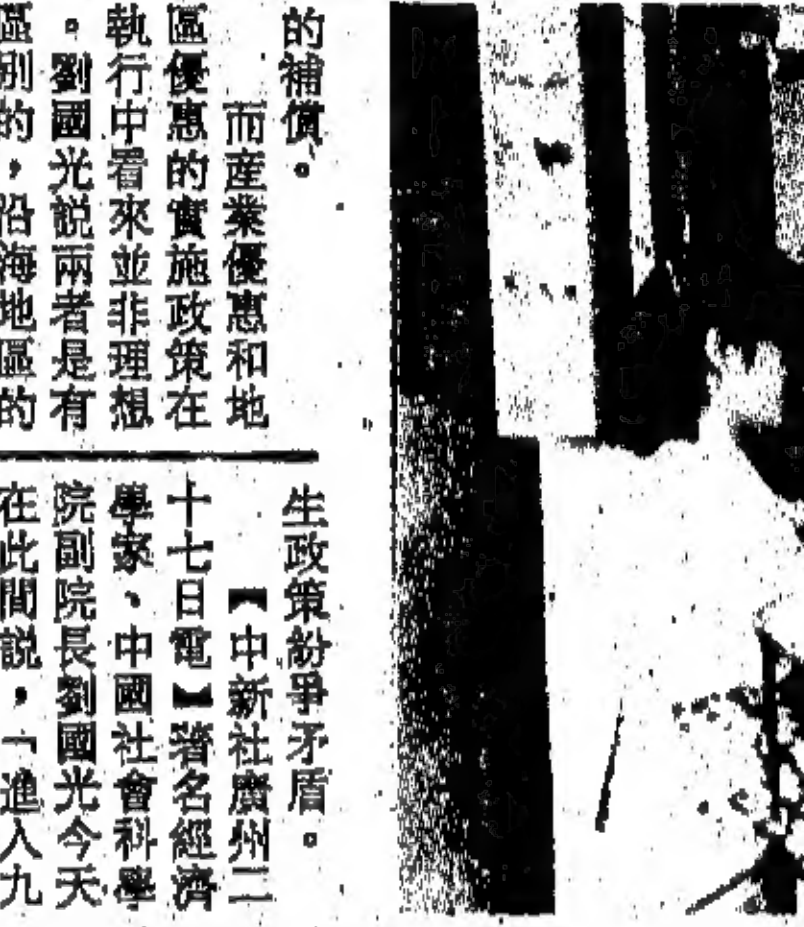 的補償。
而産業優惠和地
區優惠的實施政策在
執行中看來並非理想
。劉國光説兩者是有
區別的，沿海地區的
生政策紛爭矛盾。
【中新社廣州二
十七日電】著名經濟
學家、中國社會科學
院副院長劉國光今天
在此間説，「進入九